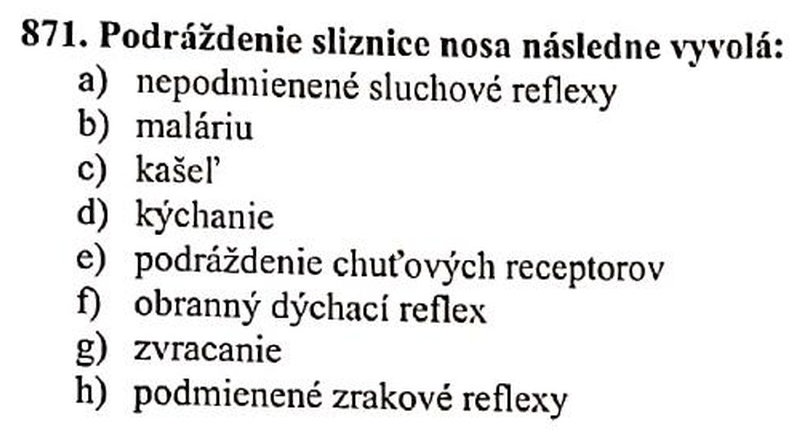 871. Podráždenie sliznice nosa následne vyvolá:
a) nepodmienené sluchové reflexy
b) maláriu
c) kašeľ
d) kýchanie
e) podráždenie chuťových receptorov
f) obranný dýchací reflex
g) zvracanie
h) podmienené zrakové reflexy